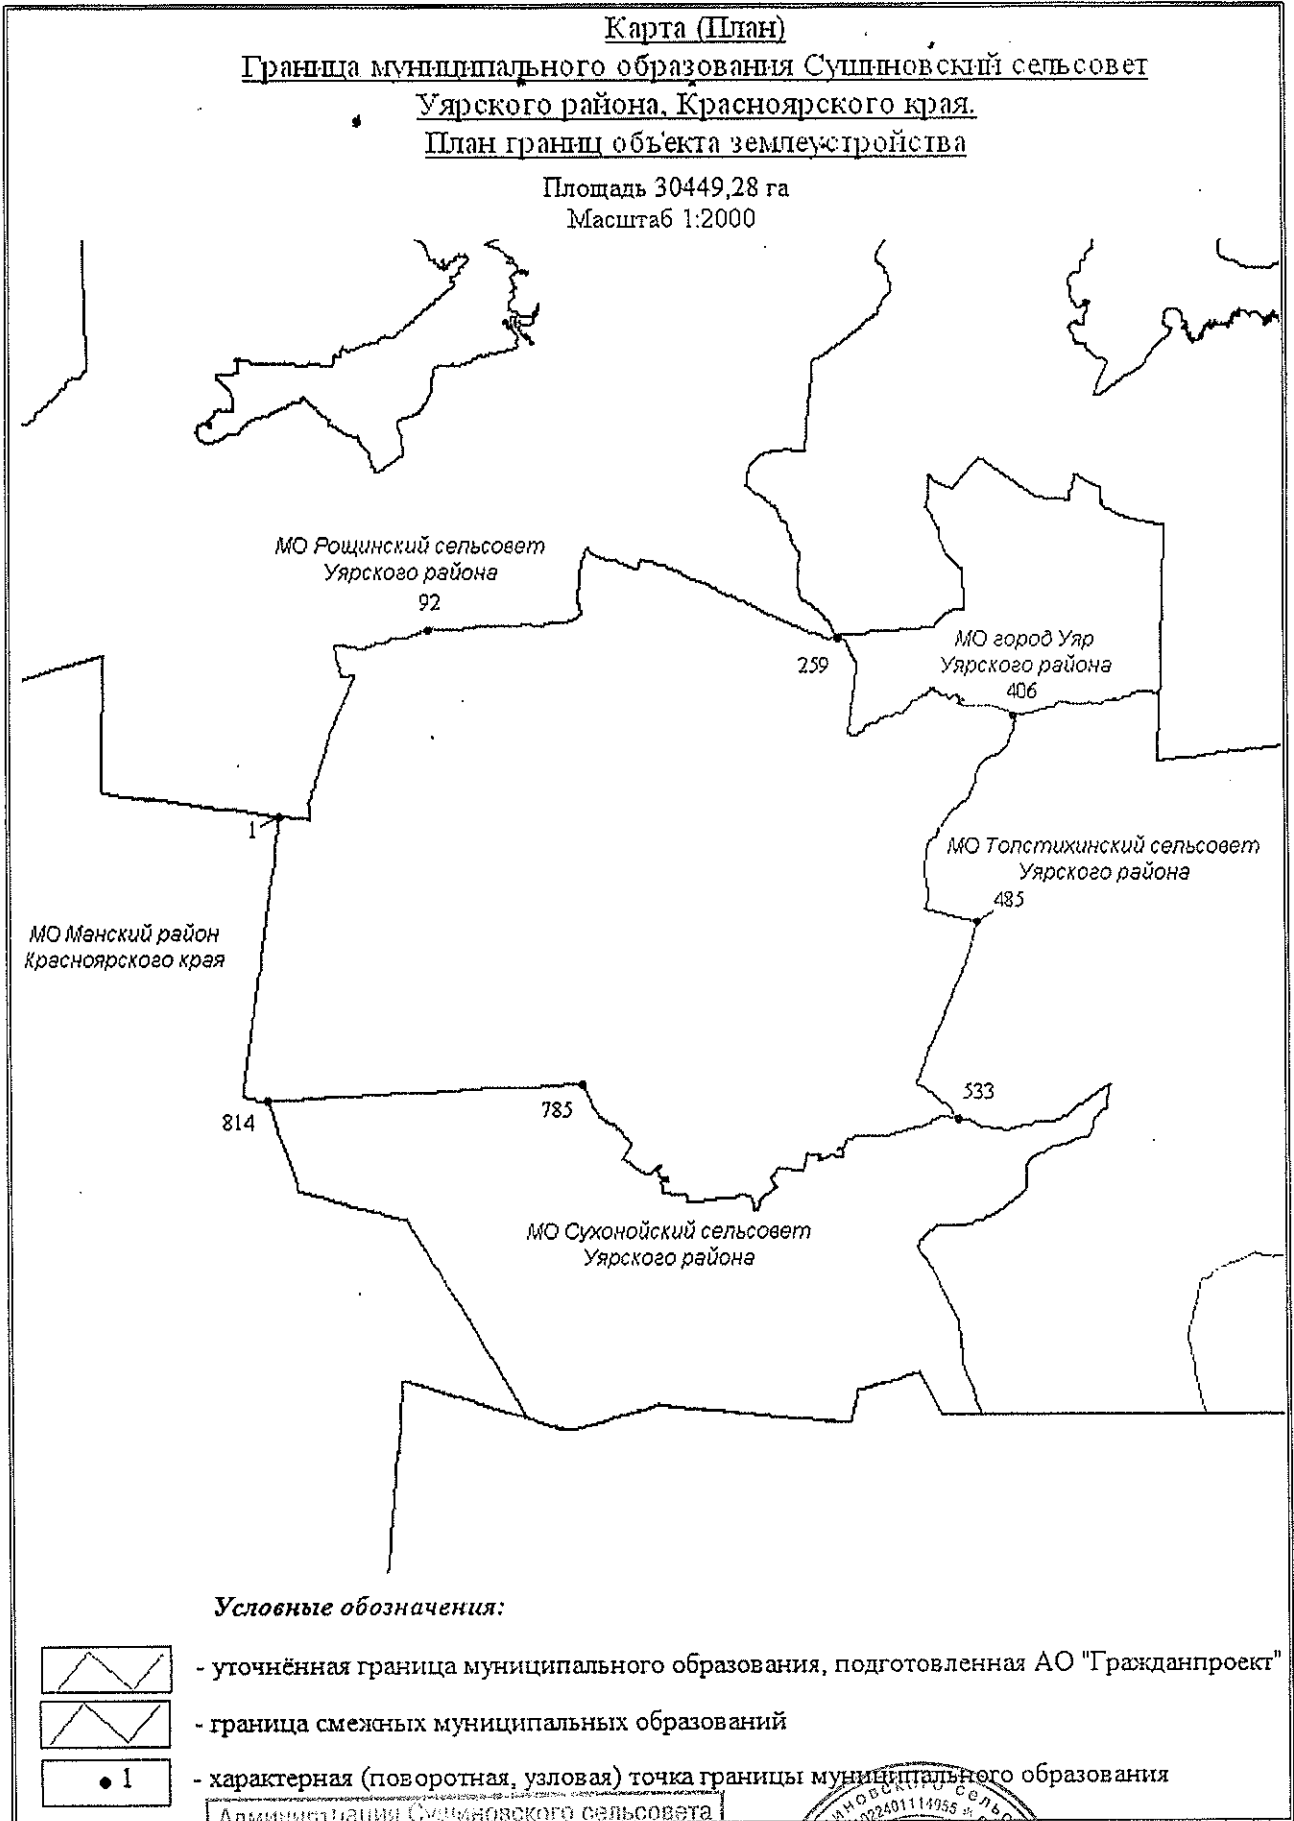 Карта (План)
Граница муниципального образования Сушиновский сельсовет
Уярского района, Красноярского края.
План границ объекта землеустройства
Площадь 30449,28 га
Масштаб 1:2000
МО Рощинский сельсовет
Уярского района
92
259
МО город Уяр
Уярского района
406
1
МО Толстихинский сельсовет
Уярского района
485
МО Манский район
Красноярского края
814
785
533
МО Сухонойский сельсовет
Уярского района
Условные обозначения:
- уточнённая граница муниципального образования, подготовленная АО "Гражданпроект"
- граница смежных муниципальных образований
1
- характерная (поворотная, узловая) точка границы муниципального образования
Администрация Сушиновского сельсовета